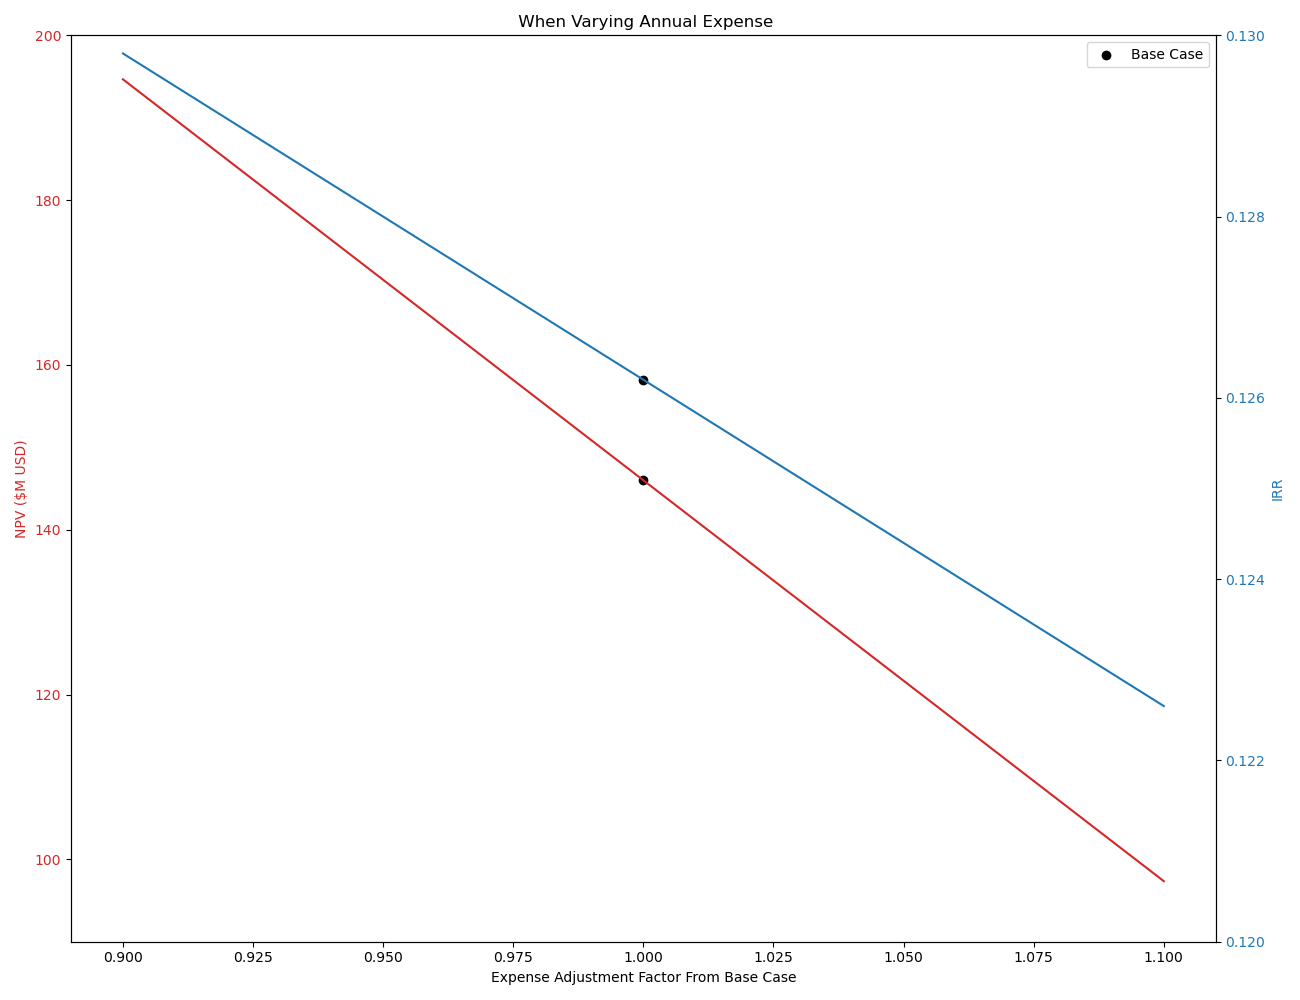 When Varying Annual Expense
Base Case
NPV ($M USD)
200
180
160
140
120
100
0.130
0.128
0.126
0.124
0.122
0.120
IRR
0.900 0.925 0.950 0.975 1.000 1.025 1.050 1.075 1.100
Expense Adjustment Factor From Base Case